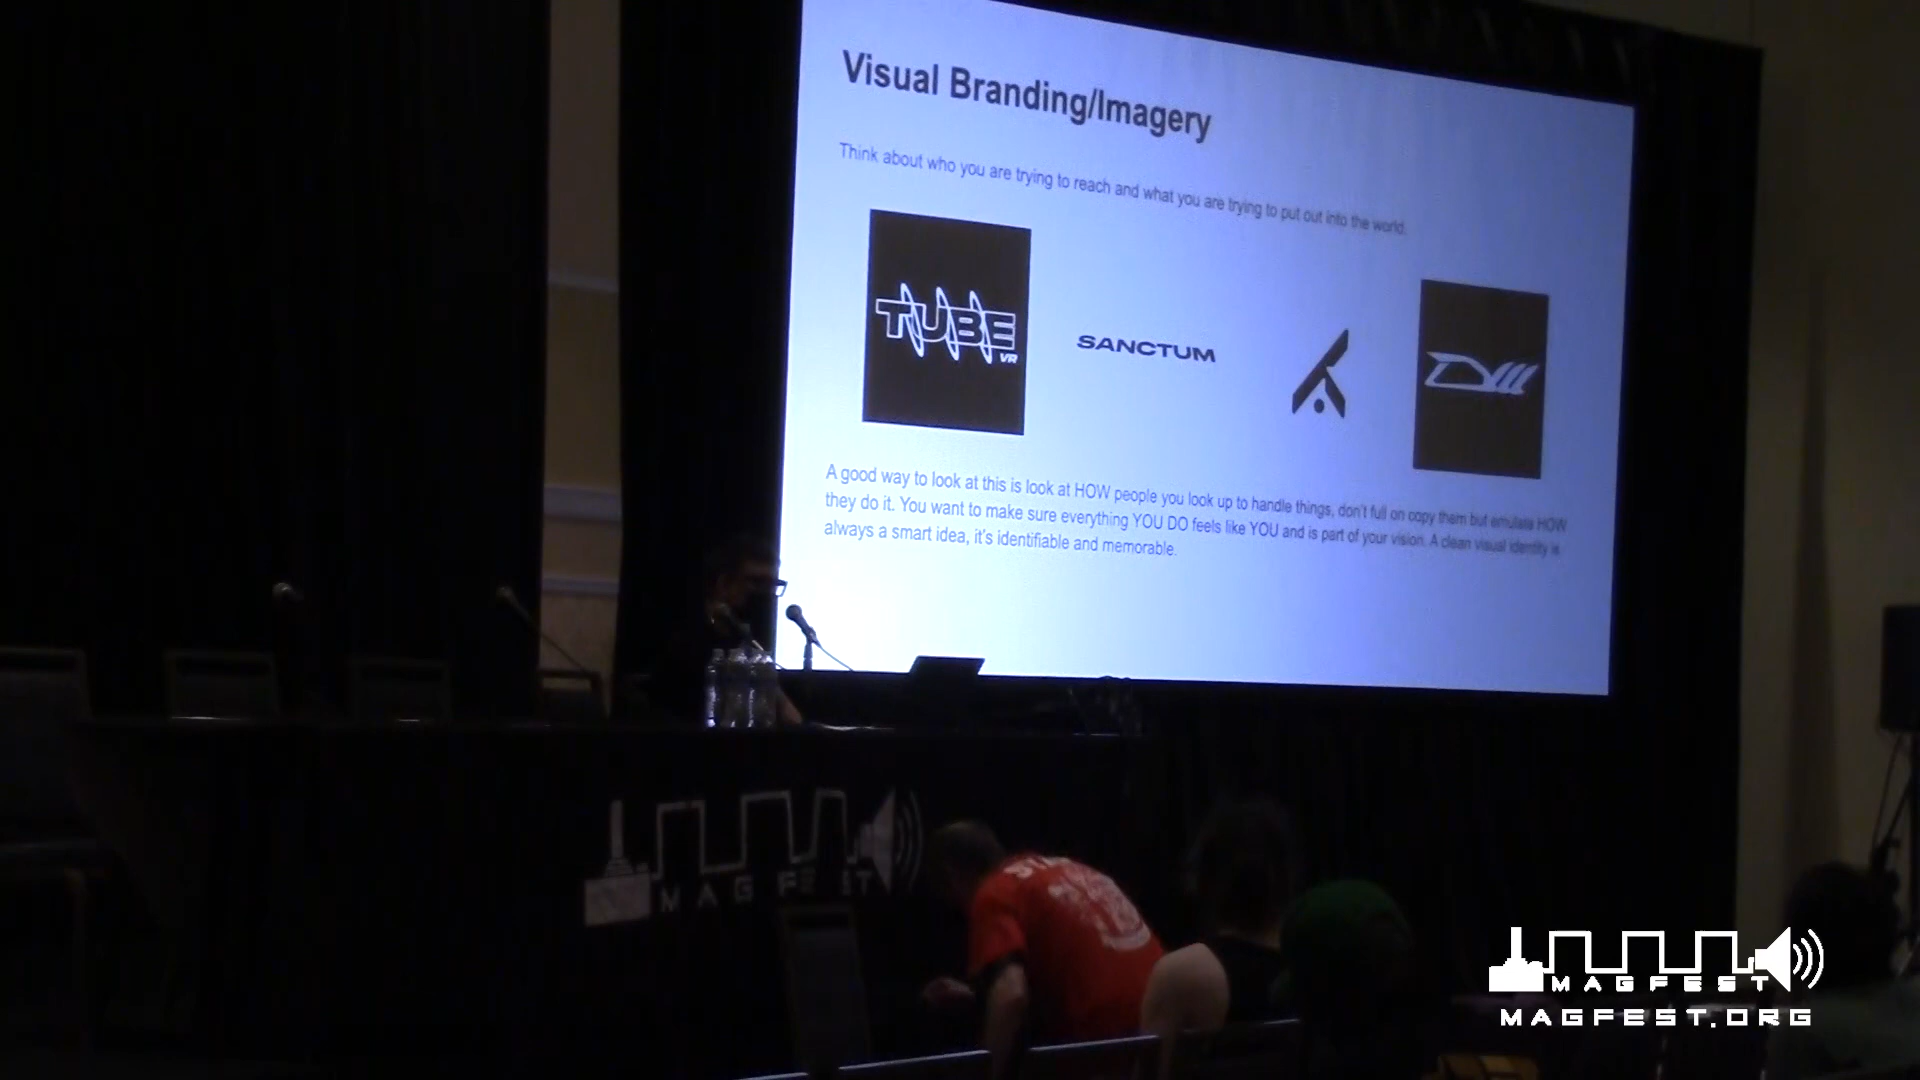 Visual Branding/Imagery
Think about who you are trying to reach and what you are trying to put out into the world.
TUBE
VR
SANCTUM
A good way to look at this is look at HOW people you look up to handle things, don't full on copy them but emulate HOW
they do it. You want to make sure everything YOU DO feels like YOU and is part of your vision. A clean visual identity is
always a smart idea, it's identifiable and memorable.
MAGFEST
MAGFEST
MAGFEST.ORG